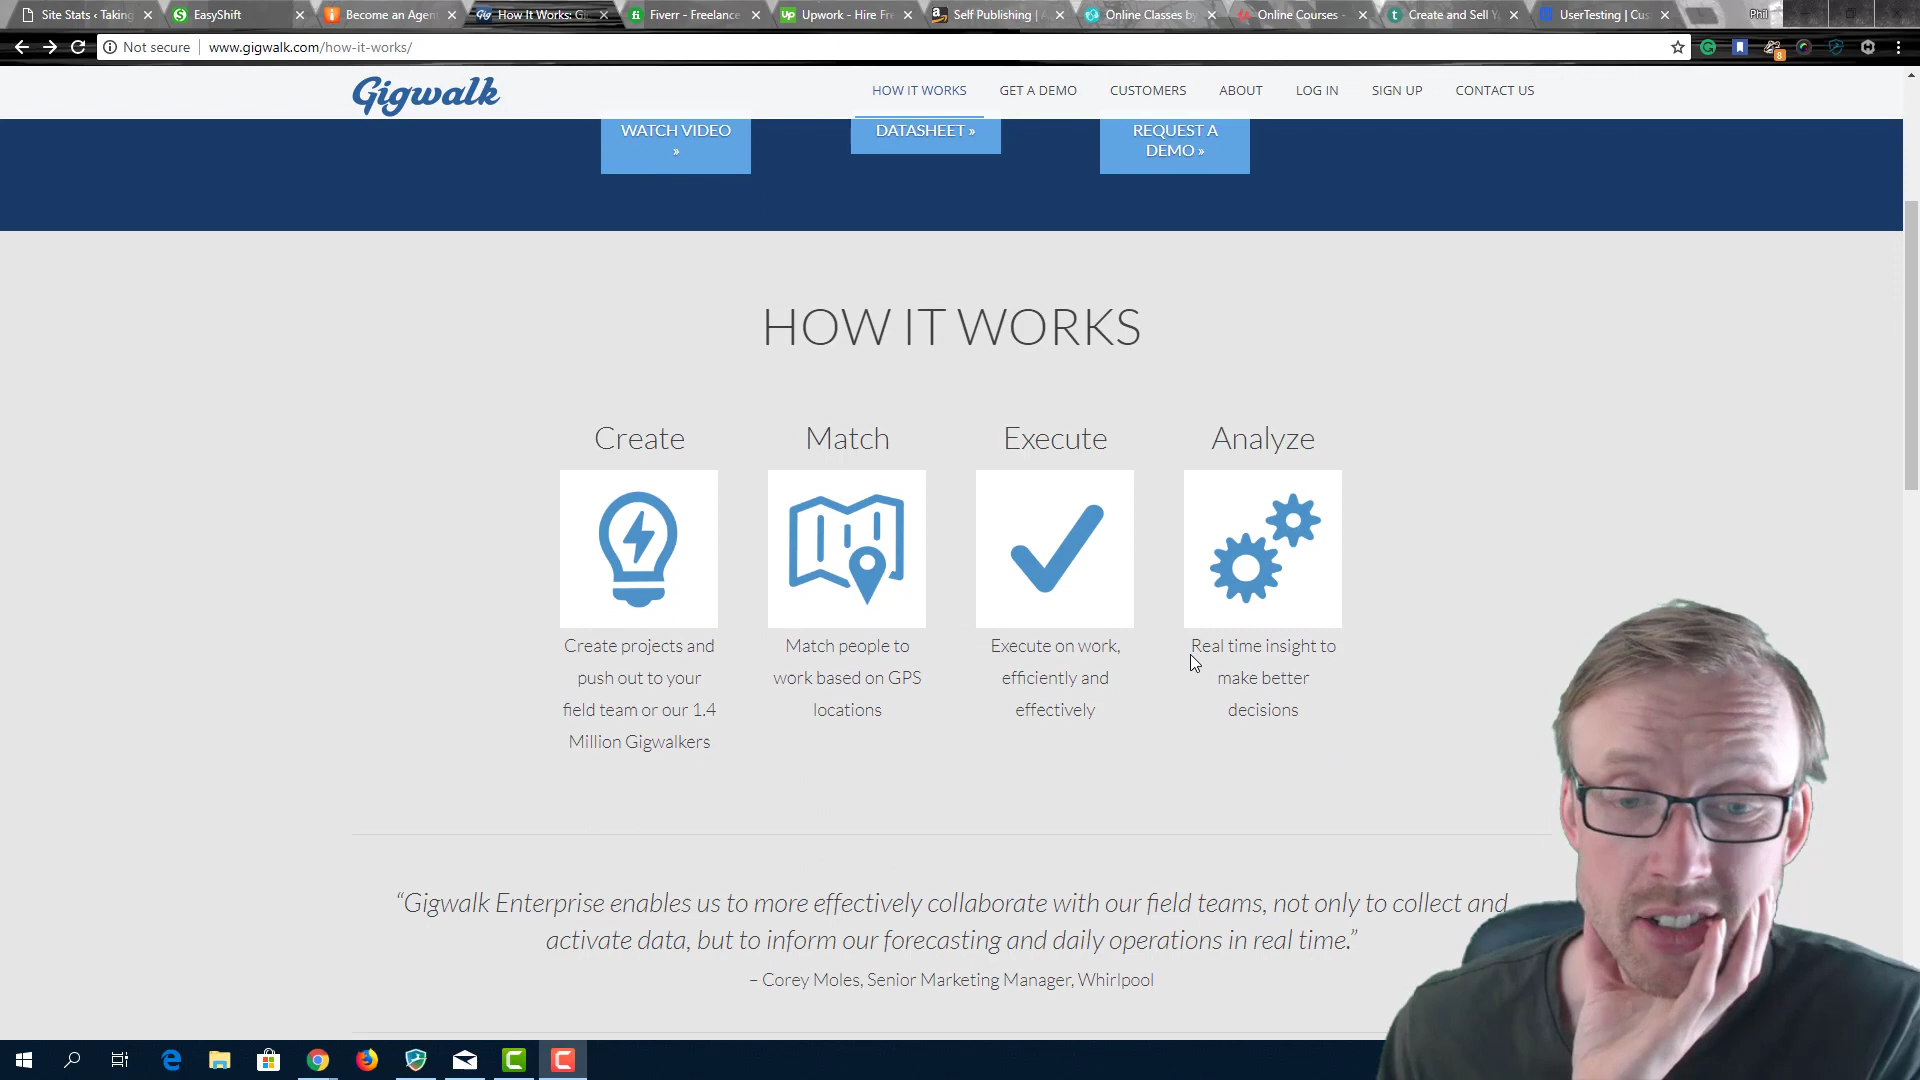 Site Stats ‹ Taking
EasyShift
Become an Agen
How It Works: Gi
Fiverr - Freelance
Upwork - Hire Fre
Self Publishing | A
Online Classes by
Online Courses -
Create and Sell Y
UserTesting | Cus
Phil
Not secure
www.gigwalk.com/how-it-works/
8
Gigwalk
HOW IT WORKS
GET A DEMO
CUSTOMERS
ABOUT
LOG IN
SIGN UP
CONTACT US
WATCH VIDEO
»
DATASHEET »
REQUEST A
DEMO »
HOW IT WORKS
Create
Match
Execute
Analyze
Create projects and
push out to your
field team or our 1.4
Million Gigwalkers
Match people to
work based on GPS
locations
Execute on work,
efficiently and
effectively
Real time insight to
make better
decisions
“Gigwalk Enterprise enables us to more effectively collaborate with our field teams, not only to collect and
activate data, but to inform our forecasting and daily operations in real time.”
– Corey Moles, Senior Marketing Manager, Whirlpool